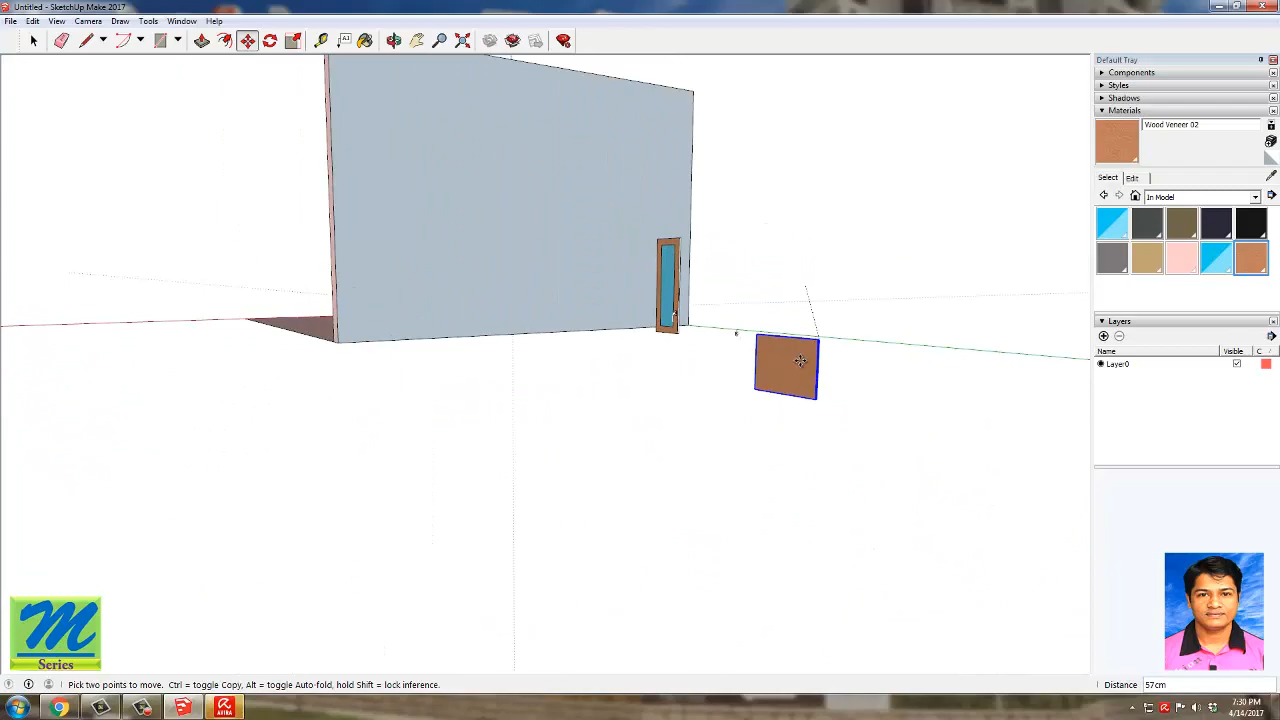 Untitled - SketchUp Make 2017
File Edit View Camera Draw Tools Window Help
Default Tray
Components
Styles
Shadows
Materials
Wood Veneer 02
Select Edit
In Model
Layers
Name Visible C
Layer0
M
Series
Pick two points to move. Ctrl = toggle Copy, Alt = toggle Auto-fold, hold Shift = lock inference.
Distance 57cm
AVIRA
7:30 PM
4/14/2017